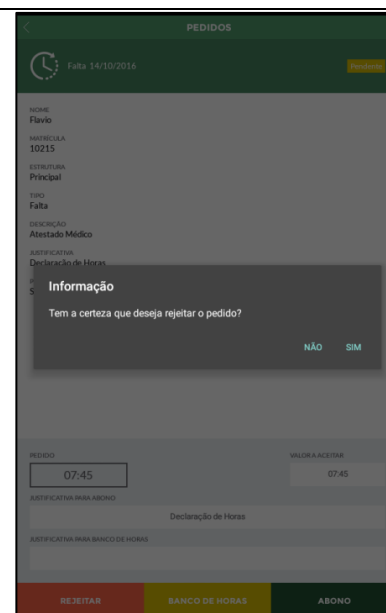 PEDIDOS
Falta 14/10/2016
Pendente
NOME
Flavio
MATRÍCULA
10215
ESTRUTURA
Principal
TIPO
Falta
DESCRIÇÃO
Atestado Médico
JUSTIFICATIVA
Declaração de Horas
Informação
Tem a certeza que deseja rejeitar o pedido?
NÃO SIM
PEDIDO
VALOR A ACEITAR
07:45
07:45
JUSTIFICATIVA PARA ABONO
Declaração de Horas
JUSTIFICATIVA PARA BANCO DE HORAS
REJEITAR BANCO DE HORAS ABONO